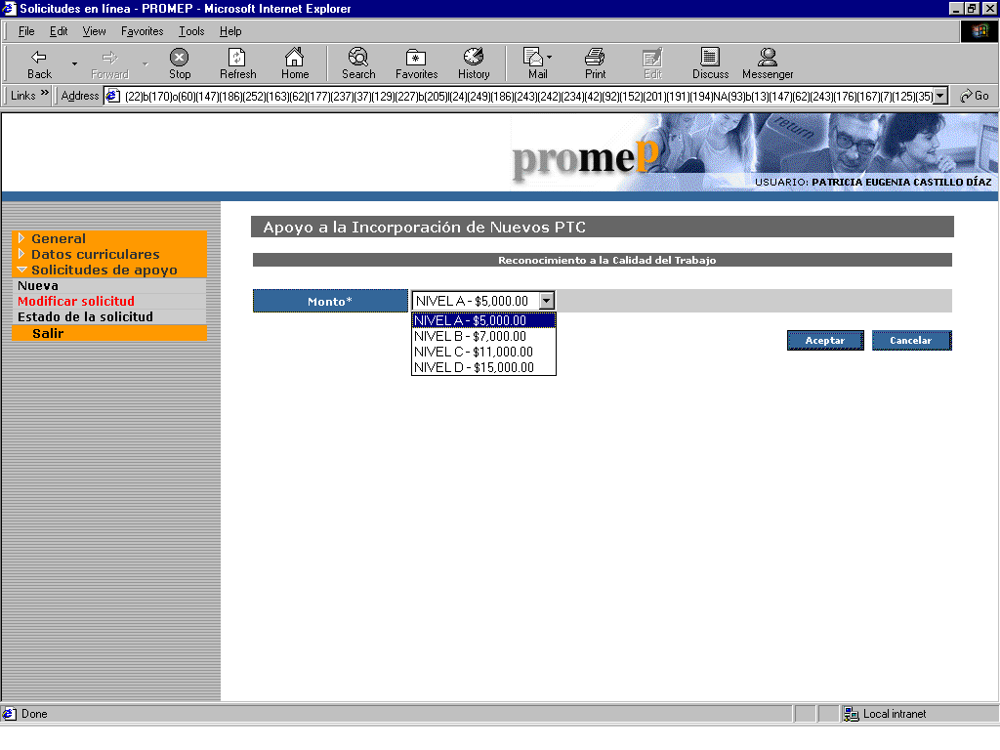 Solicitudes en línea - PROMEP - Microsoft Internet Explorer
File Edit View Favorites Tools Help
Back Forward Stop Refresh Home Search Favorites History Mail Print Edit Discuss Messenger
Links » Address (22)b(170)o(60)(147)(186)(252)(163)(62)(177)(237)(37)(129)(227)b(205)(24)(249)(186)(243)(242)(234)(42)(92)(152)(201)(191)(194)NA(93)b(13)(147)(62)(243)(176)(167)(7)(125)(35) Go
return
promep
USUARIO: PATRICIA EUGENIA CASTILLO DÍAZ
Apoyo a la Incorporación de Nuevos PTC
General
Datos curriculares
Solicitudes de apoyo
Nueva
Modificar solicitud
Estado de la solicitud
Salir
Reconocimiento a la Calidad del Trabajo
Monto* NIVEL A - $5,000.00
NIVEL A - $5,000.00
NIVEL B - $7,000.00
NIVEL C - $11,000.00
NIVEL D - $15,000.00
Aceptar Cancelar
Done Local intranet